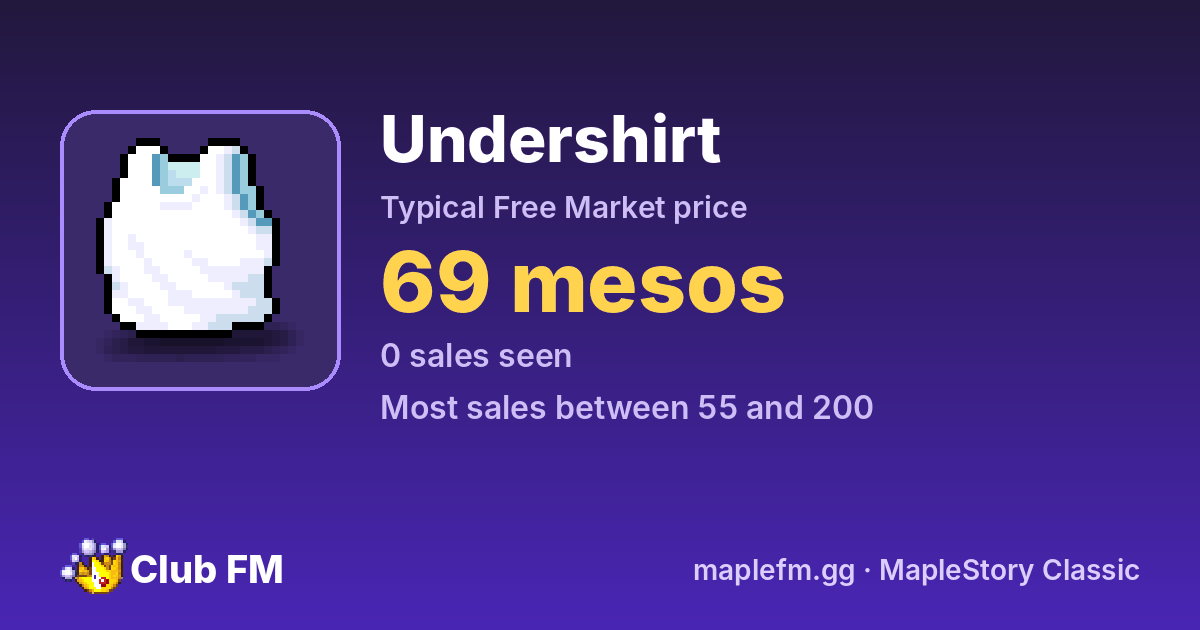 Undershirt
Typical Free Market price
69 mesos
0 sales seen
Most sales between 55 and 200
Club FM
maplefm.gg · MapleStory Classic